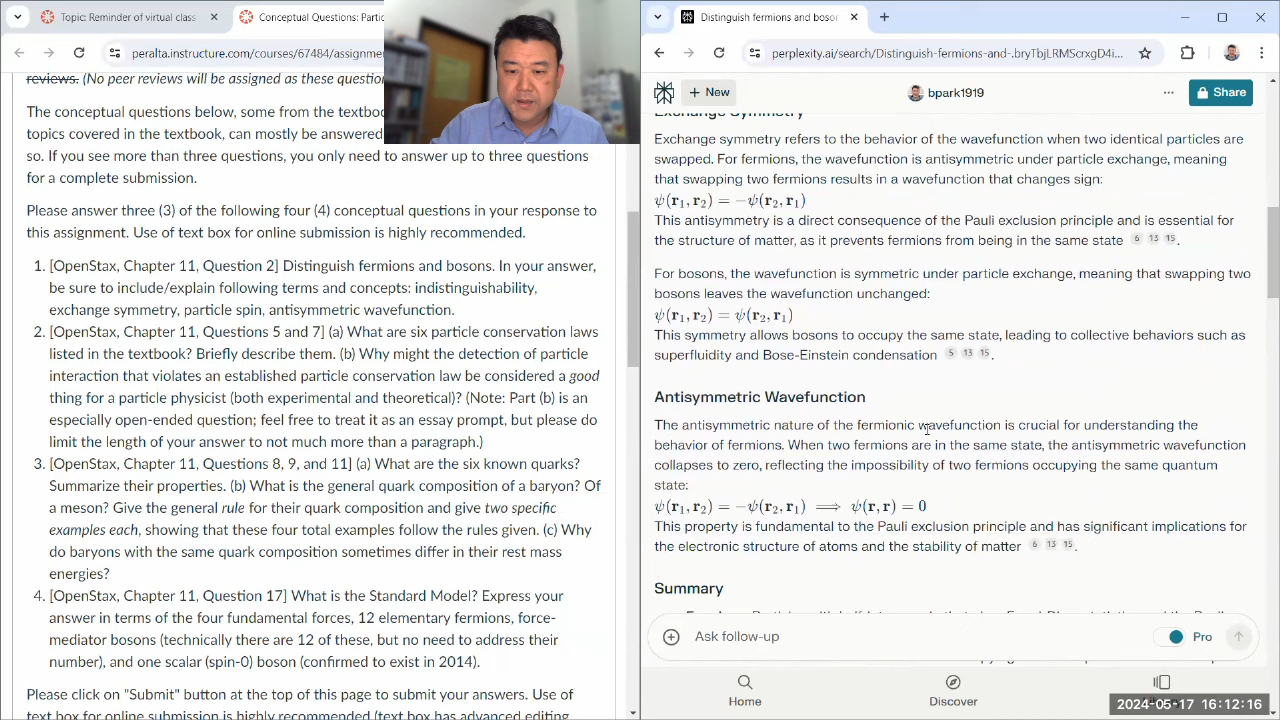 Topic: Reminder of virtual class
Conceptual Questions: Partic
peralta.instructure.com/courses/67484/assignme
reviews. (No peer reviews will be assigned as these questio
The conceptual questions below, some from the textbo
topics covered in the textbook, can mostly be answered
so. If you see more than three questions, you only need to answer up to three questions
for a complete submission.
Please answer three (3) of the following four (4) conceptual questions in your response to
this assignment. Use of text box for online submission is highly recommended.
1. [OpenStax, Chapter 11, Question 2] Distinguish fermions and bosons. In your answer,
be sure to include/explain following terms and concepts: indistinguishability,
exchange symmetry, particle spin, antisymmetric wavefunction.
2. [OpenStax, Chapter 11, Questions 5 and 7] (a) What are six particle conservation laws
listed in the textbook? Briefly describe them. (b) Why might the detection of particle
interaction that violates an established particle conservation law be considered a good
thing for a particle physicist (both experimental and theoretical)? (Note: Part (b) is an
especially open-ended question; feel free to treat it as an essay prompt, but please do
limit the length of your answer to not much more than a paragraph.)
3. [OpenStax, Chapter 11, Questions 8, 9, and 11] (a) What are the six known quarks?
Summarize their properties. (b) What is the general quark composition of a baryon? Of
a meson? Give the general rule for their quark composition and give two specific
examples each, showing that these four total examples follow the rules given. (c) Why
do baryons with the same quark composition sometimes differ in their rest mass
energies?
4. [OpenStax, Chapter 11, Question 17] What is the Standard Model? Express your
answer in terms of the four fundamental forces, 12 elementary fermions, force-
mediator bosons (technically there are 12 of these, but no need to address their
number), and one scalar (spin-0) boson (confirmed to exist in 2014).
Please click on "Submit" button at the top of this page to submit your answers. Use of
text box for online submission is highly recommended (text box has advanced editing
Distinguish fermions and boson
perplexity.ai/search/Distinguish-fermions-and-.bryTbjLRMScqxgD4i...
New
bpark1919
Share
Exchange Symmetry
Exchange symmetry refers to the behavior of the wavefunction when two identical particles are
swapped. For fermions, the wavefunction is antisymmetric under particle exchange, meaning
that swapping two fermions results in a wavefunction that changes sign:
ψ(r₁, r₂) = −ψ(r₂, r₁)
This antisymmetry is a direct consequence of the Pauli exclusion principle and is essential for
the structure of matter, as it prevents fermions from being in the same state 6 13 15 .
For bosons, the wavefunction is symmetric under particle exchange, meaning that swapping two
bosons leaves the wavefunction unchanged:
ψ(r₁, r₂) = ψ(r₂, r₁)
This symmetry allows bosons to occupy the same state, leading to collective behaviors such as
superfluidity and Bose-Einstein condensation 5 13 15 .
Antisymmetric Wavefunction
The antisymmetric nature of the fermionic wavefunction is crucial for understanding the
behavior of fermions. When two fermions are in the same state, the antisymmetric wavefunction
collapses to zero, reflecting the impossibility of two fermions occupying the same quantum
state:
ψ(r₁, r₂) = −ψ(r₂, r₁) ⟹ ψ(r, r) = 0
This property is fundamental to the Pauli exclusion principle and has significant implications for
the electronic structure of atoms and the stability of matter 6 13 15 .
Summary
Ask follow-up
Pro
Home
Discover
2024-05-17 16:12:16